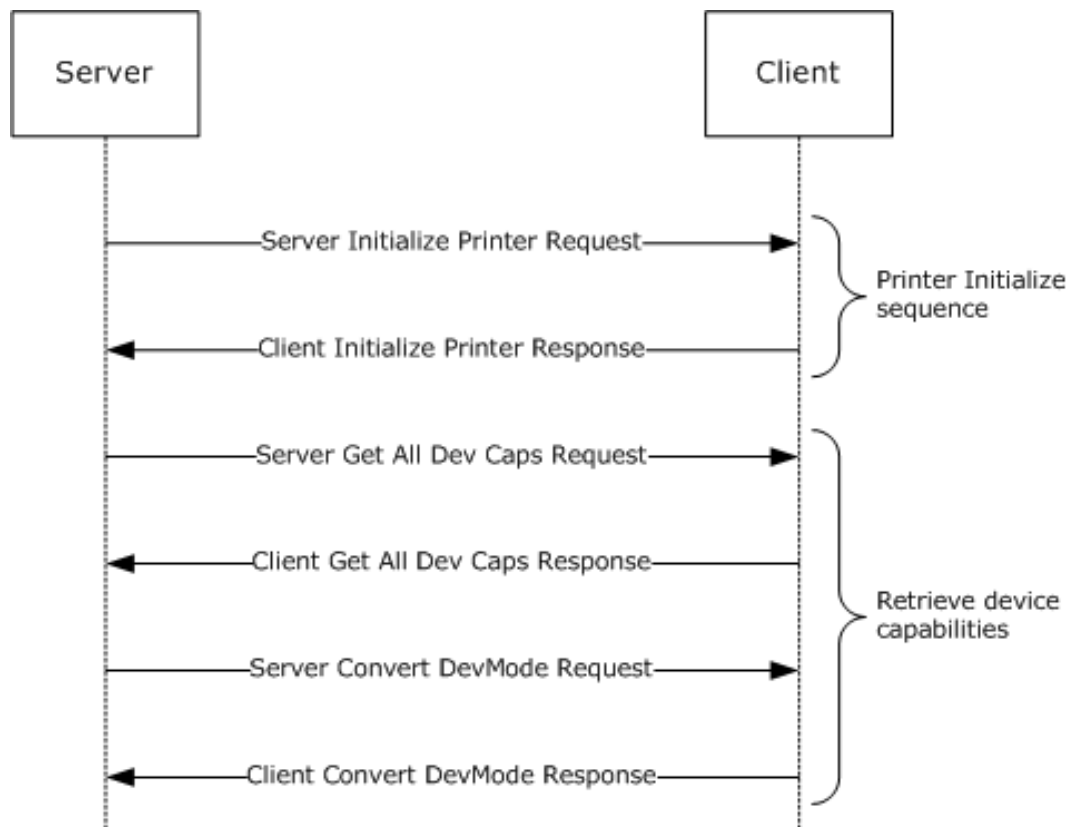 Server
Client
Server Initialize Printer Request
Printer Initialize
sequence
Client Initialize Printer Response
Server Get All Dev Caps Request
Client Get All Dev Caps Response
Retrieve device
capabilities
Server Convert DevMode Request
Client Convert DevMode Response